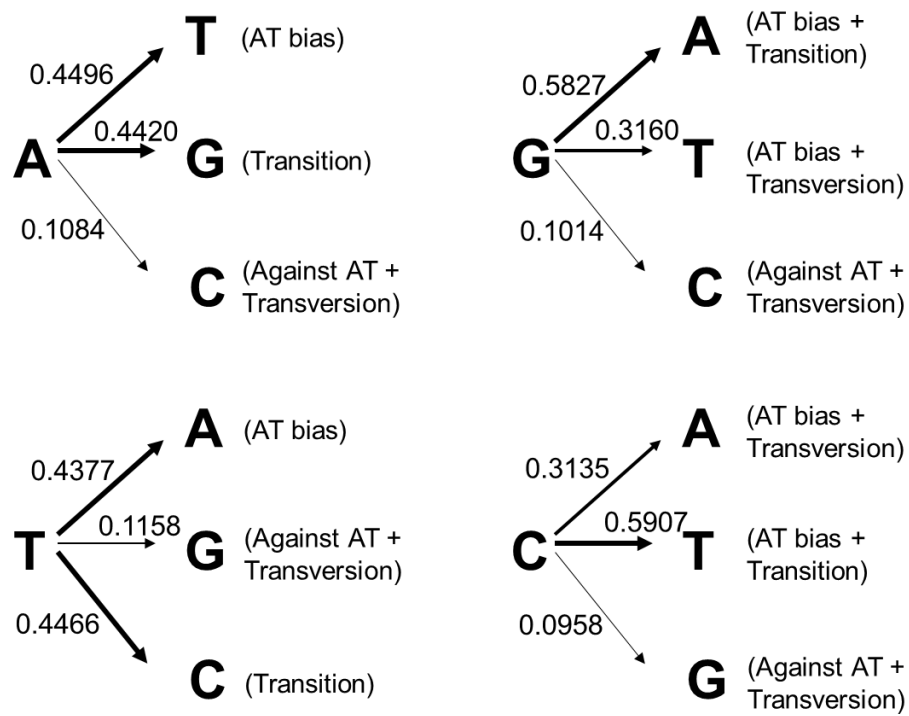 T (AT bias)
0.4496
0.4420
A
G (Transition)
0.1084
C (Against AT +
Transversion)
A (AT bias +
Transition)
0.5827
0.3160
G
T (AT bias +
Transversion)
0.1014
C (Against AT +
Transversion)
A (AT bias)
0.4377
0.1158
T
G (Against AT +
Transversion)
0.4466
C (Transition)
A (AT bias +
Transversion)
0.3135
0.5907
C
T (AT bias +
Transition)
0.0958
G (Against AT +
Transversion)